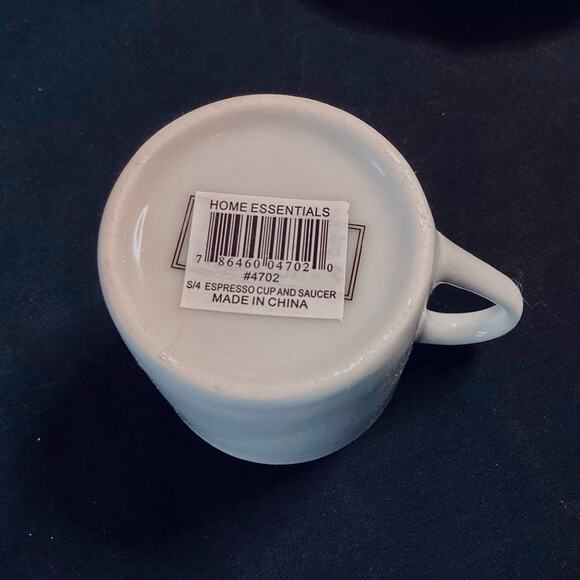 HOME ESSENTIALS
7 86460 04702 0
#4702
S/4 ESPRESSO CUP AND SAUCER
MADE IN CHINA